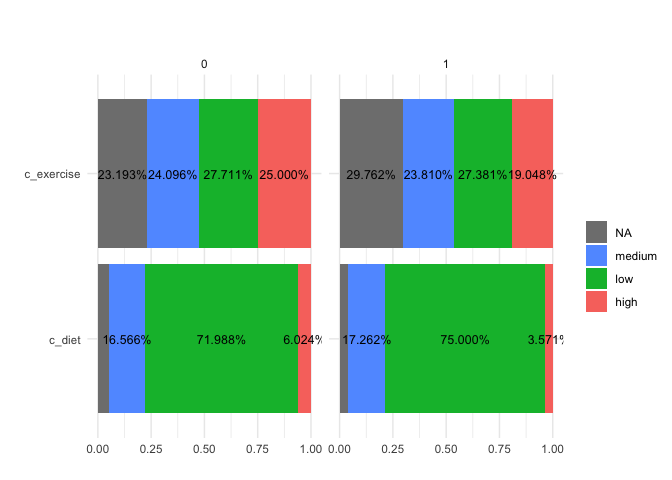 0 1
c_exercise 23.193% 24.096% 27.711% 25.000% 29.762% 23.810% 27.381% 19.048%
NA
medium
low
high
c_diet 16.566% 71.988% 6.024% 17.262% 75.000% 3.571%
0.00 0.25 0.50 0.75 1.00 0.00 0.25 0.50 0.75 1.00